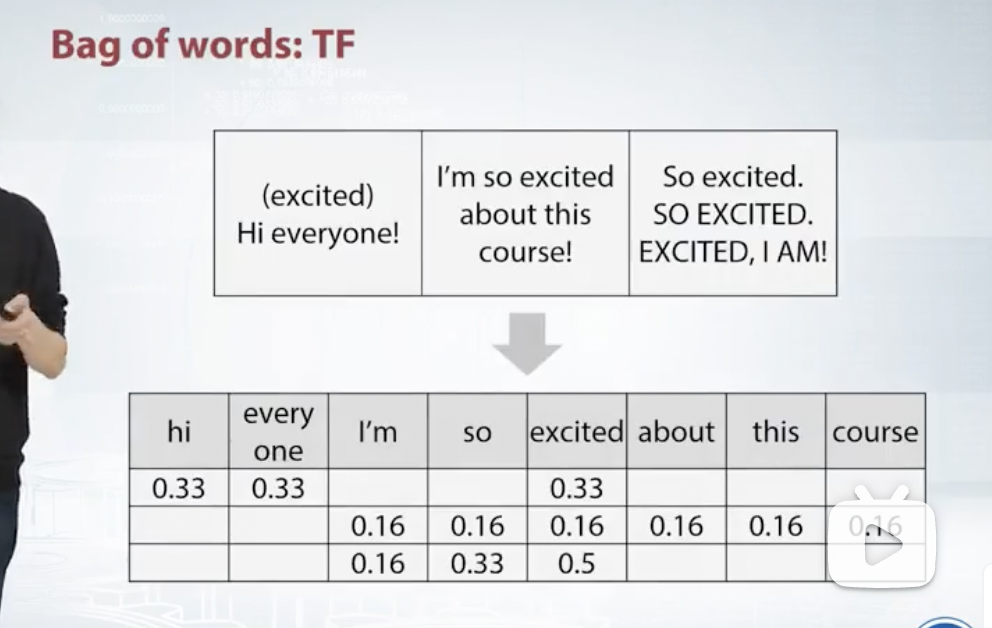 Bag of words: TF
(excited)
Hi everyone!
I'm so excited
about this
course!
So excited.
SO EXCITED.
EXCITED, I AM!
hi every one I'm so excited about this course
0.33 0.33 0.33
0.16 0.16 0.16 0.16 0.16 0.16
0.16 0.33 0.5